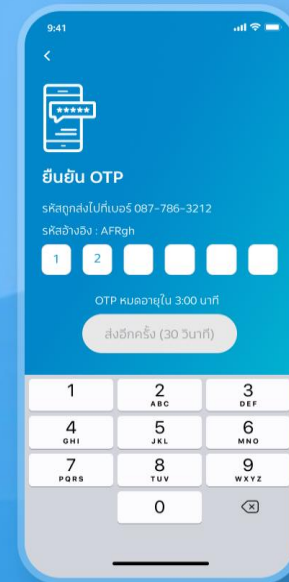 9:41
*****
ยืนยัน OTP
รหัสถูกส่งไปที่เบอร์ 087-786-3212
รหัสอ้างอิง : AFRgh
1 2
OTP หมดอายุใน 3:00 นาที
ส่งอีกครั้ง (30 วินาที)
1 2 3
ABC DEF
4 5 6
GHI JKL MNO
7 8 9
PQRS TUV WXYZ
0